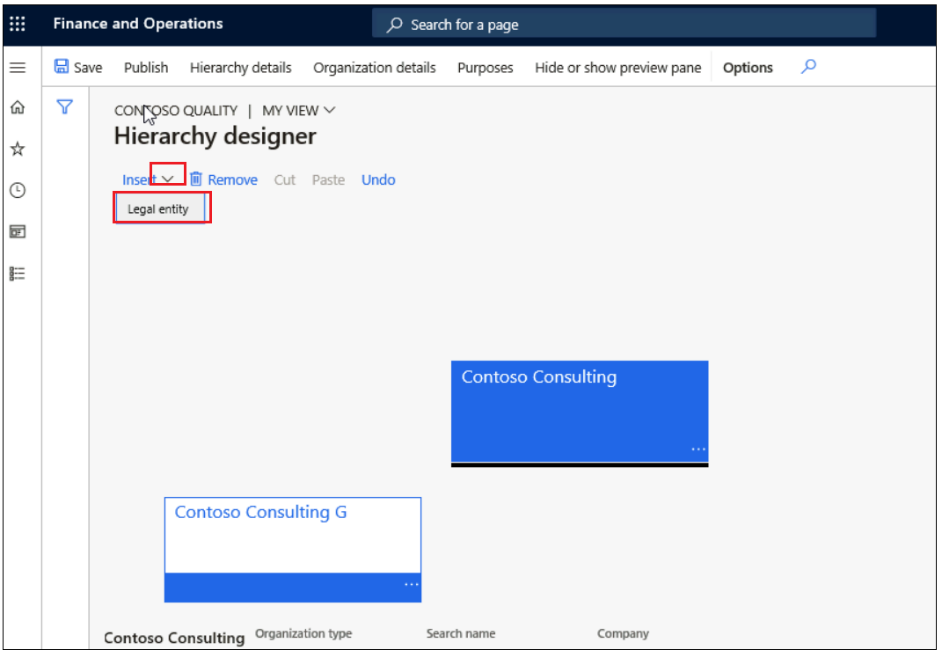 Finance and Operations
Search for a page
Save Publish Hierarchy details Organization details Purposes Hide or show preview pane Options
CONTOSO QUALITY | MY VIEW
Hierarchy designer
Insert Remove Cut Paste Undo
Legal entity
Contoso Consulting
...
Contoso Consulting G
...
Contoso Consulting Organization type Search name Company